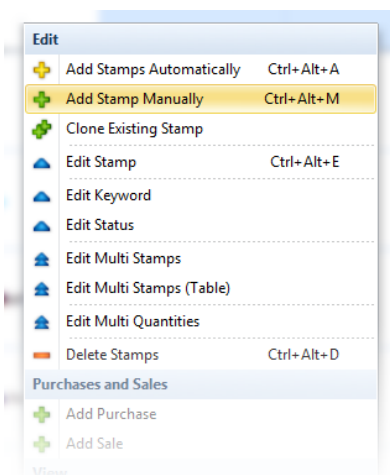 Edit
Add Stamps Automatically Ctrl+Alt+A
Add Stamp Manually Ctrl+Alt+M
Clone Existing Stamp
Edit Stamp Ctrl+Alt+E
Edit Keyword
Edit Status
Edit Multi Stamps
Edit Multi Stamps (Table)
Edit Multi Quantities
Delete Stamps Ctrl+Alt+D
Purchases and Sales
Add Purchase
Add Sale
View